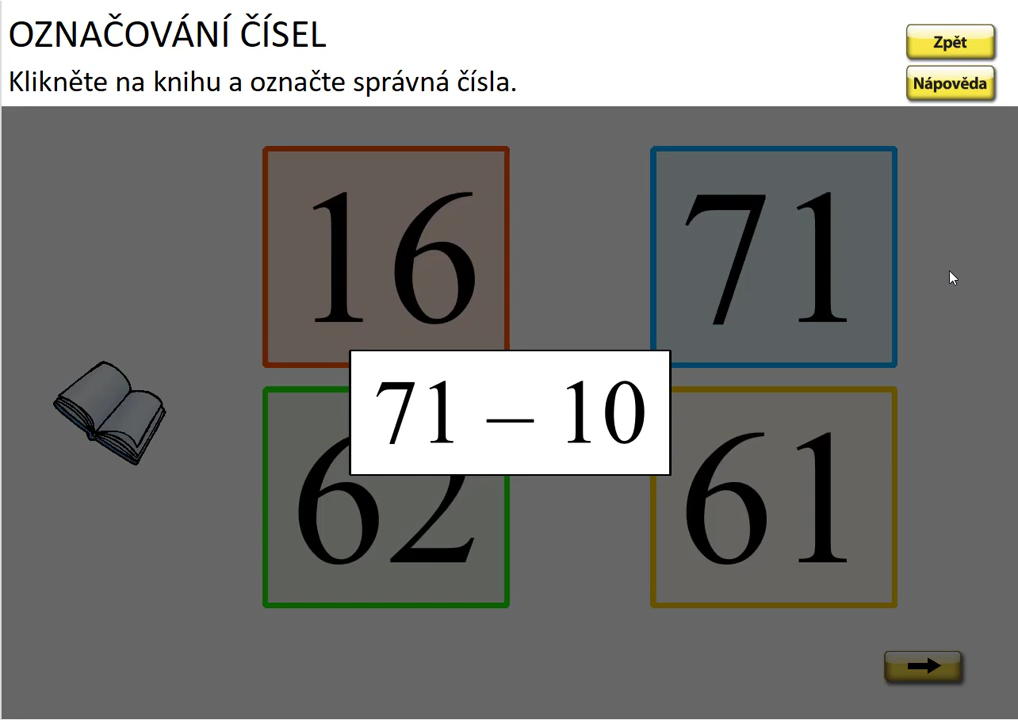 OZNAČOVÁNÍ ČÍSEL
Klikněte na knihu a označte správná čísla.
Zpět
Nápověda
16
71
71 – 10
62
61